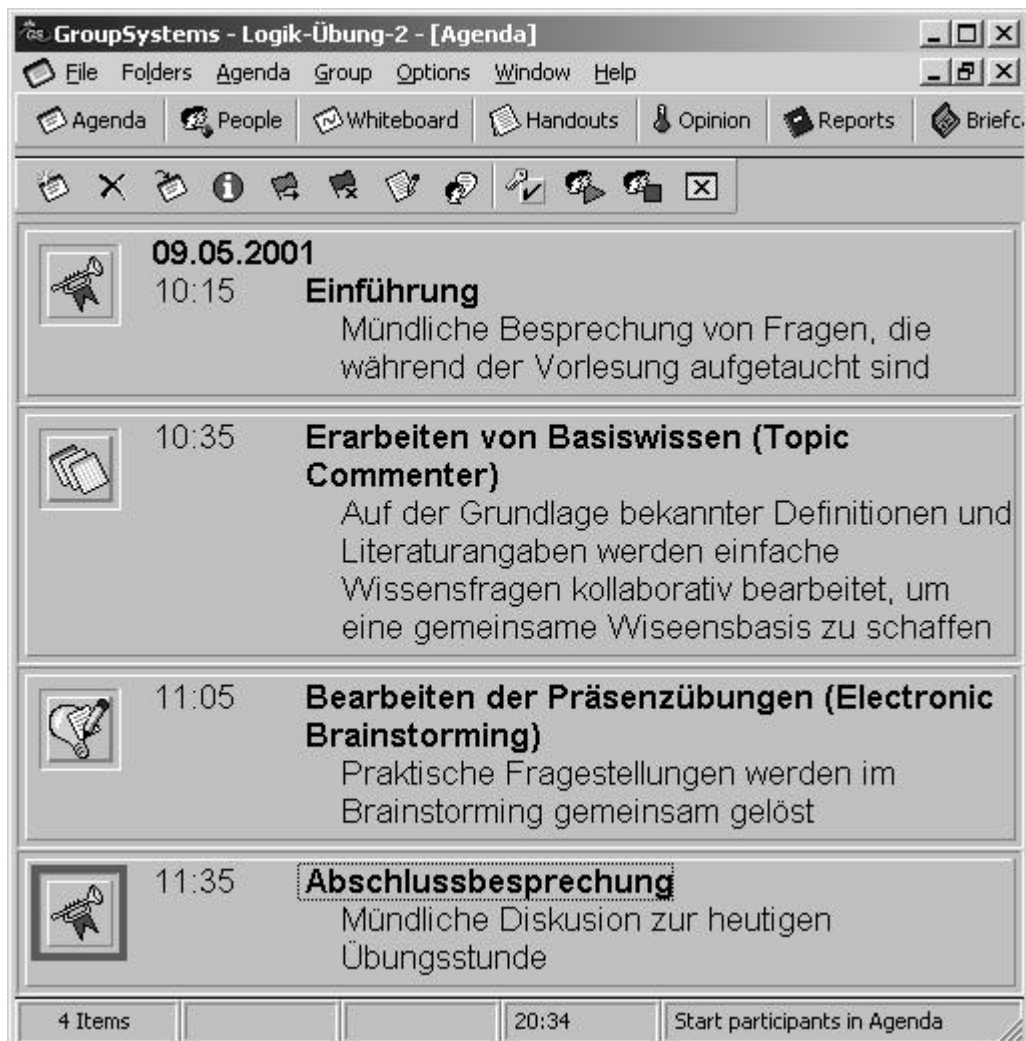 GroupSystems - Logik-Übung-2 - [Agenda]
File Folders Agenda Group Options Window Help
Agenda People Whiteboard Handouts Opinion Reports Briefc.
09.05.2001
10:15 Einführung
Mündliche Besprechung von Fragen, die
während der Vorlesung aufgetaucht sind
10:35 Erarbeiten von Basiswissen (Topic
Commenter)
Auf der Grundlage bekannter Definitionen und
Literaturangaben werden einfache
Wissensfragen kollaborativ bearbeitet, um
eine gemeinsame Wiseensbasis zu schaffen
11:05 Bearbeiten der Präsenzübungen (Electronic
Brainstorming)
Praktische Fragestellungen werden im
Brainstorming gemeinsam gelöst
11:35 Abschlussbesprechung
Mündliche Diskusion zur heutigen
Übungsstunde
4 Items 20:34 Start participants in Agenda